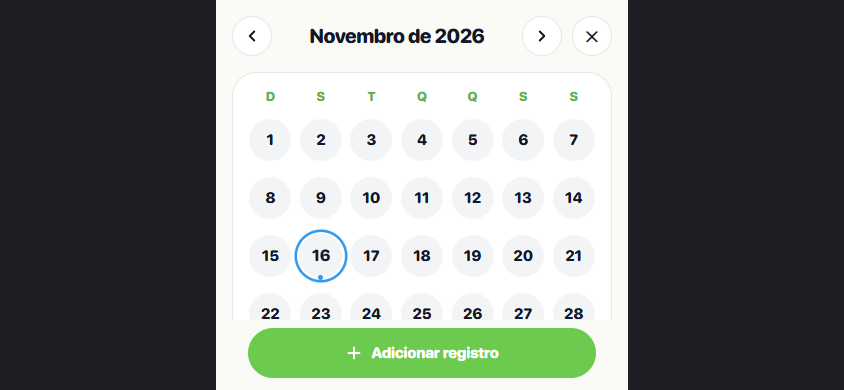 Novembro de 2026
D S T Q Q S S
1 2 3 4 5 6 7
8 9 10 11 12 13 14
15 16 17 18 19 20 21
22 23 24 25 26 27 28
Adicionar registro